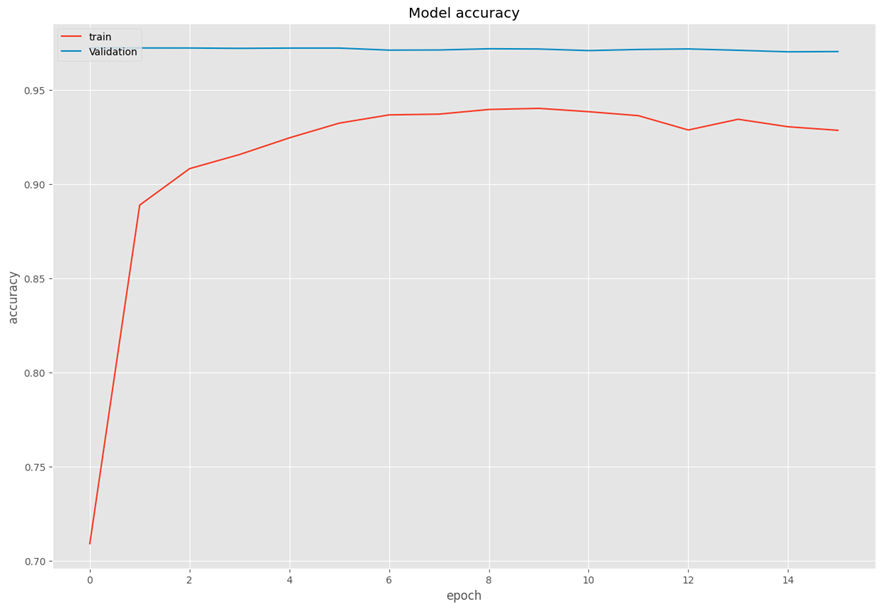 Model accuracy
train
Validation
0.95
0.90
0.85
0.80
0.75
0.70
accuracy
0 2 4 6 8 10 12 14
epoch